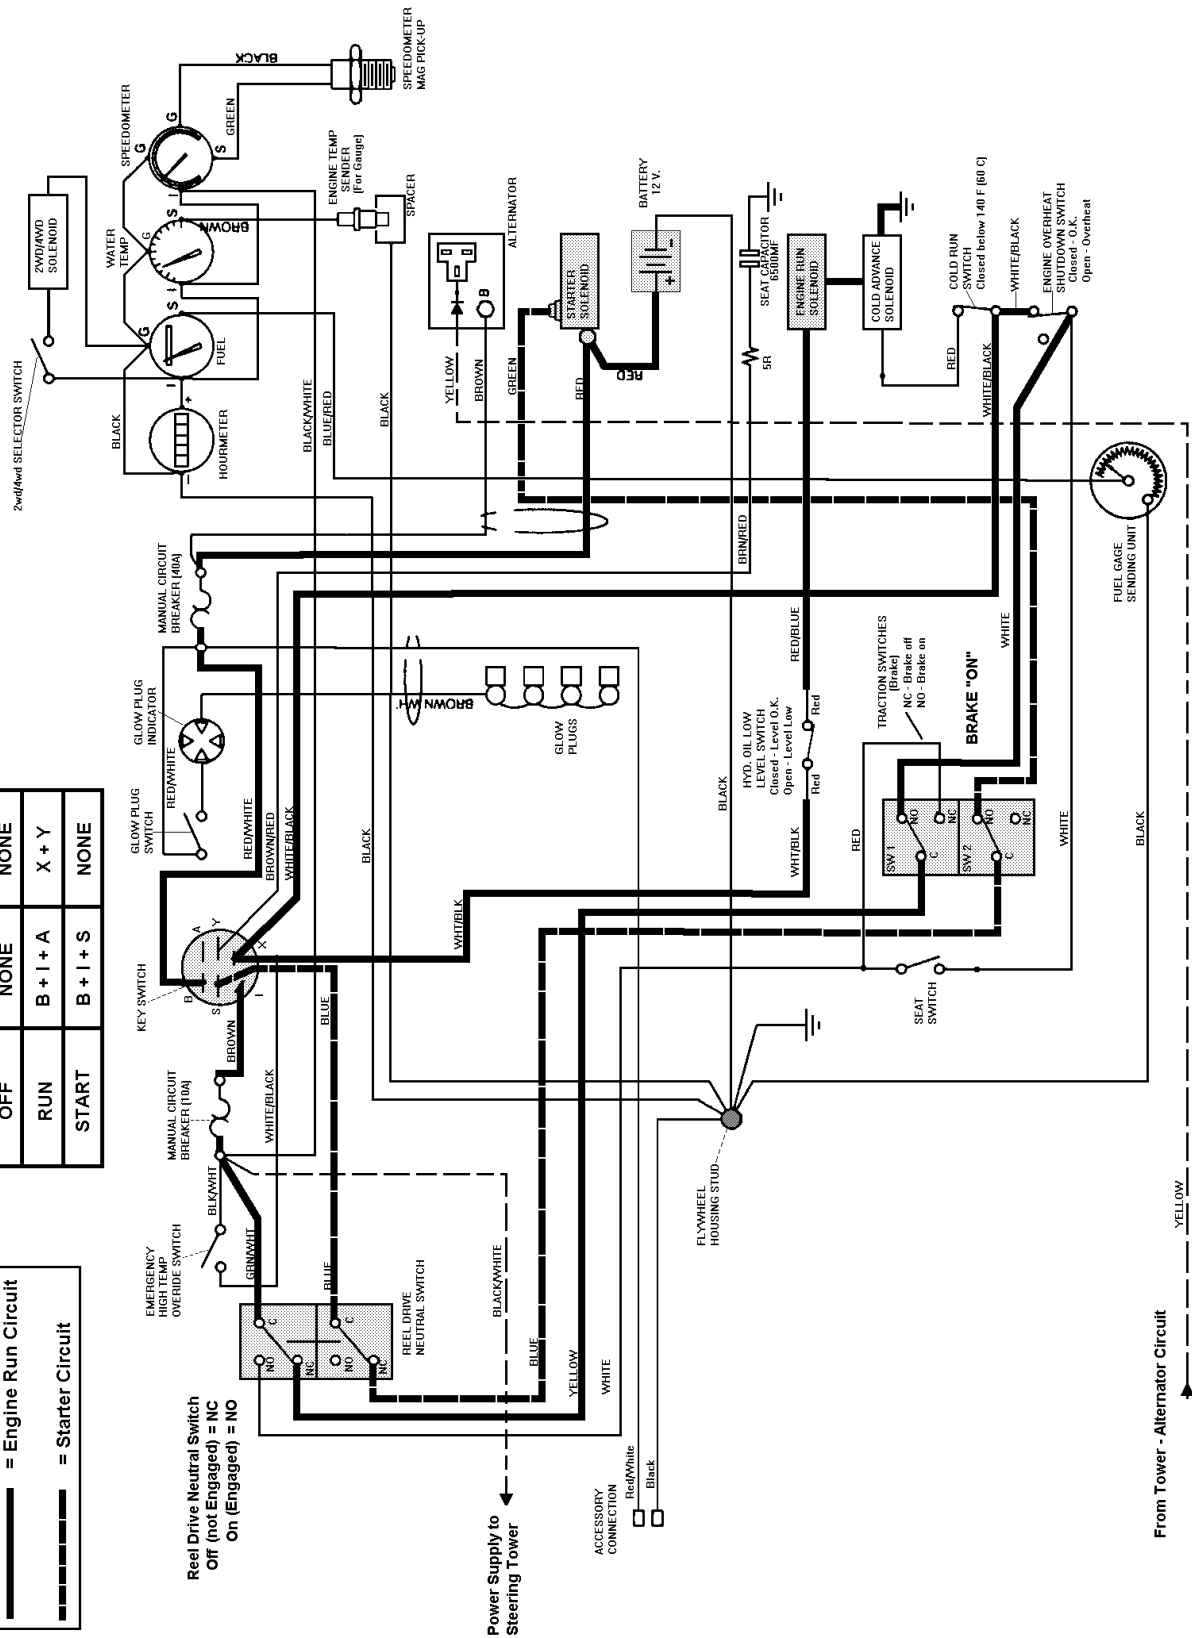 OFF
NONE
NONE
RUN
B + I + A
X + Y
START
B + I + S
NONE
= Engine Run Circuit
= Starter Circuit
2wd/4wd SELECTOR SWITCH
2WD/4WD
SOLENOID
SPEEDOMETER
G
G
S
I
BLACK
GREEN
SPEEDOMETER
MAG PICK-UP
WATER
TEMP
G
S
I
BROWN
ENGINE TEMP
SENDER
(For Gauge)
SPACER
FUEL
G
S
I
HOURMETER
+
–
BLACK
BLACK/WHITE
BLUE/RED
BLACK
ALTERNATOR
B
YELLOW
BROWN
GREEN
STARTER
SOLENOID
RED
RED
BATTERY
12 V.
+
-
SEAT CAPACITOR
6500MF
5R
BRN/RED
ENGINE RUN
SOLENOID
COLD ADVANCE
SOLENOID
COLD RUN
SWITCH
Closed below 140 F (60 C)
RED
WHITE/BLACK
WHITE/BLACK
ENGINE OVERHEAT
SHUTDOWN SWITCH
Closed - O.K.
Open - Overheat
FUEL GAGE
SENDING UNIT
MANUAL CIRCUIT
BREAKER (40A)
GLOW PLUG
INDICATOR
GLOW PLUG
SWITCH
RED/WHITE
RED/WHITE
BROWN/RED
WHITE/BLACK
BROWN/WH.
GLOW
PLUGS
BLACK
BLACK
RED/BLUE
HYD. OIL LOW
LEVEL SWITCH
Closed - Level O.K.
Open - Level Low
Red
Red
WHT/BLK
WHT/BLK
TRACTION SWITCHES
(Brake)
NC - Brake off
NO - Brake on
BRAKE "ON"
WHITE
RED
SW 1
NO
NC
C
SW 2
NO
NC
C
WHITE
BLACK
SEAT
SWITCH
KEY SWITCH
B
A
Y
S
X
I
BROWN
BLUE
MANUAL CIRCUIT
BREAKER (10A)
WHITE/BLACK
BLK/WHT
GRN/WHT
EMERGENCY
HIGH TEMP
OVERIDE SWITCH
BLUE
C
NO
NC
C
NO
NC
REEL DRIVE
NEUTRAL SWITCH
Reel Drive Neutral Switch
Off (not Engaged) = NC
On (Engaged) = NO
BLACK/WHITE
BLUE
YELLOW
WHITE
FLYWHEEL
HOUSING STUD
Power Supply to
Steering Tower
ACCESSORY
CONNECTION
Red/White
Black
YELLOW
From Tower - Alternator Circuit